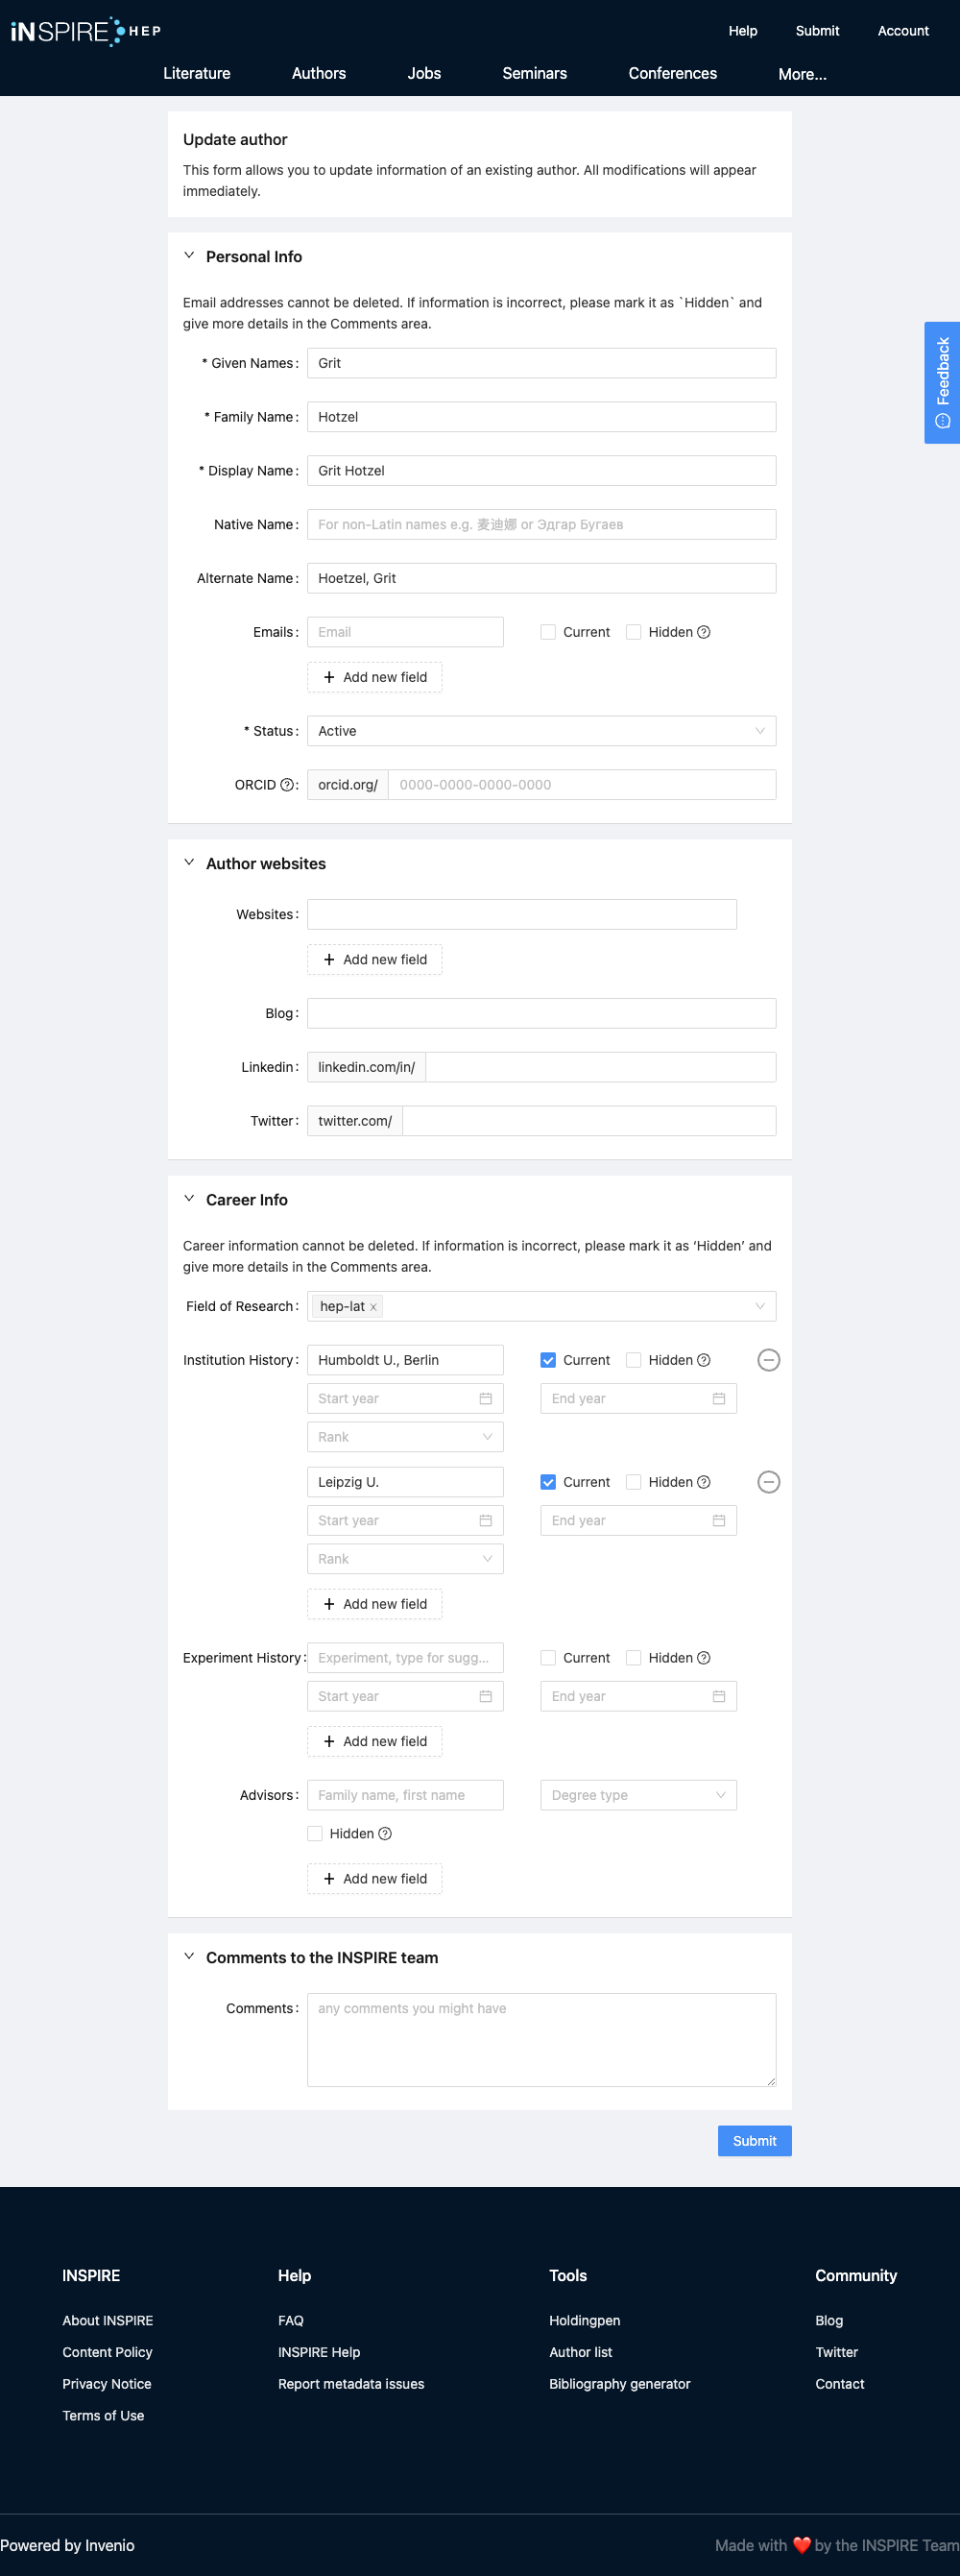 iNSPIRE HEP
Help Submit Account
Literature Authors Jobs Seminars Conferences More...
Update author
This form allows you to update information of an existing author. All modifications will appear
immediately.
Personal Info
Email addresses cannot be deleted. If information is incorrect, please mark it as `Hidden` and
give more details in the Comments area.
* Given Names: Grit
* Family Name: Hotzel
* Display Name: Grit Hotzel
Native Name: For non-Latin names e.g. 麦迪娜 or Эдгар Бугаев
Alternate Name: Hoetzel, Grit
Emails: Email Current Hidden
Add new field
* Status: Active
ORCID : orcid.org/ 0000-0000-0000-0000
Author websites
Websites:
Add new field
Blog:
Linkedin: linkedin.com/in/
Twitter: twitter.com/
Career Info
Career information cannot be deleted. If information is incorrect, please mark it as ‘Hidden’ and
give more details in the Comments area.
Field of Research: hep-lat
Institution History: Humboldt U., Berlin Current Hidden
Start year End year
Rank
Leipzig U. Current Hidden
Start year End year
Rank
Add new field
Experiment History: Experiment, type for sugg... Current Hidden
Start year End year
Add new field
Advisors: Family name, first name Degree type
Hidden
Add new field
Comments to the INSPIRE team
Comments: any comments you might have
Submit
Feedback
INSPIRE Help Tools Community
About INSPIRE FAQ Holdingpen Blog
Content Policy INSPIRE Help Author list Twitter
Privacy Notice Report metadata issues Bibliography generator Contact
Terms of Use
Powered by Invenio Made with ❤️ by the INSPIRE Team